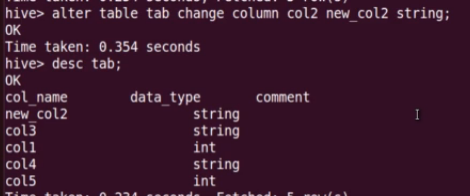 hive> alter table tab change column col2 new_col2 string;
OK
Time taken: 0.354 seconds
hive> desc tab;
OK
col_name data_type comment
new_col2 string
col3 string
col1 int
col4 string
col5 int
Time taken: 0.224 seconds, Fetched: 5 row(s)